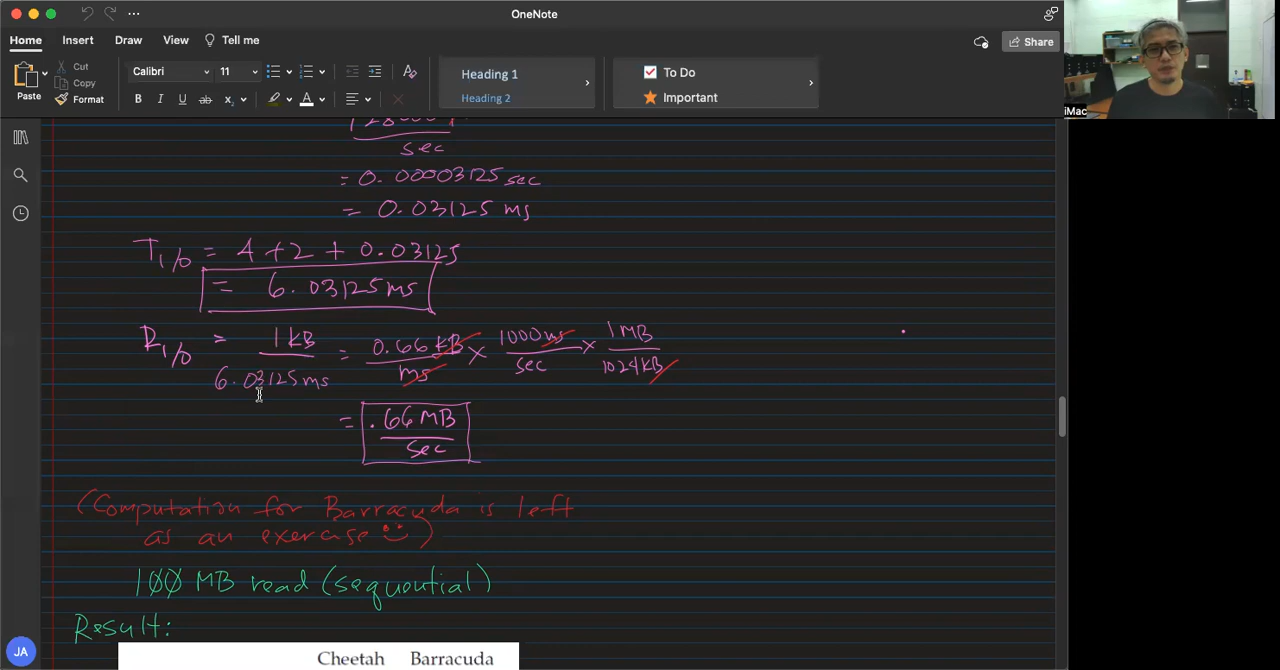 OneNote
Home Insert Draw View Tell me
Share
Paste
Cut
Copy
Format
Calibri 11
B I U ab x A
Heading 1
Heading 2
To Do
Important
iMac
sec
= 0.00003125 sec
= 0.03125 ms
T I/O = 4 + 2 + 0.03125
= 6.03125 ms
R I/O = 1 KB / 6.03125 ms = 0.66 KB / ms × 1000 ms / sec × 1 MB / 1024 KB
= .66 MB / sec
(Computation for Barracuda is left
as an exercise)
100 MB read (sequential)
Result:
Cheetah Barracuda
JA